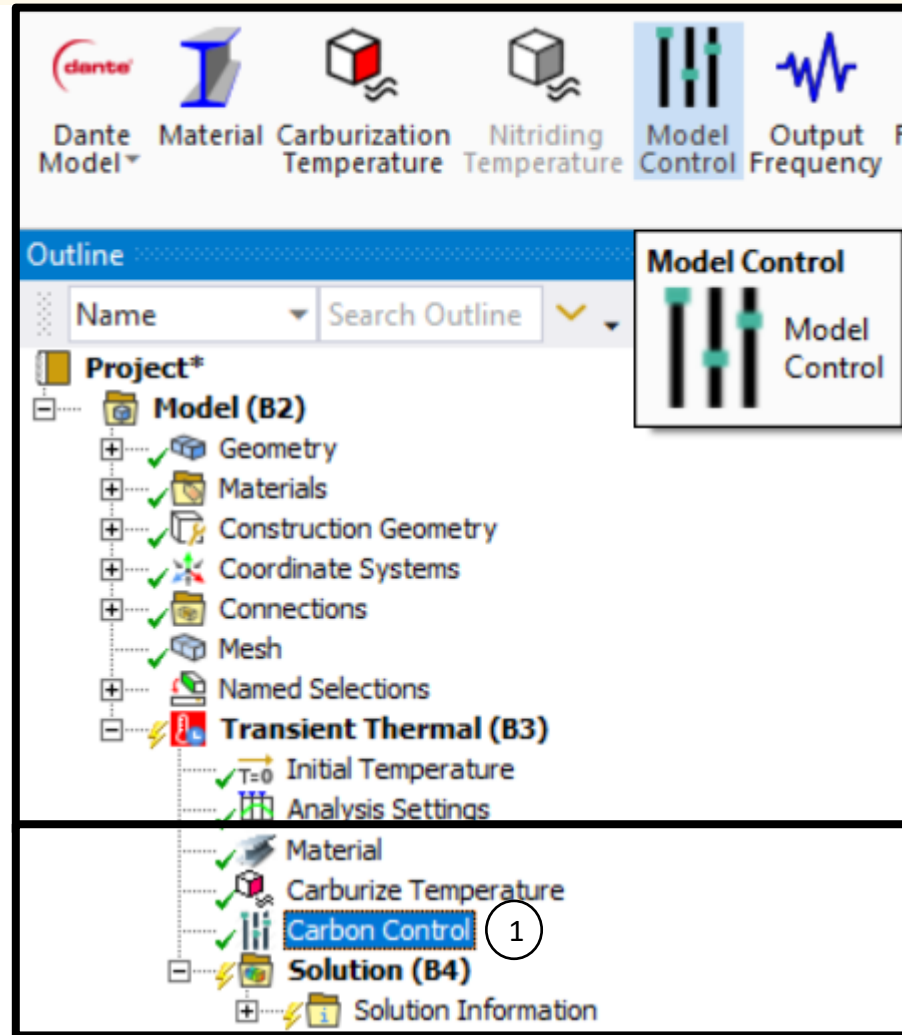 dante
Dante Material Carburization Nitriding Model Output
Model Temperature Temperature Control Frequency
Outline
Name Search Outline
Model Control
Model
Control
Project*
Model (B2)
Geometry
Materials
Construction Geometry
Coordinate Systems
Connections
Mesh
Named Selections
Transient Thermal (B3)
T=0 Initial Temperature
Analysis Settings
Material
Carburize Temperature
Carbon Control 1
Solution (B4)
Solution Information